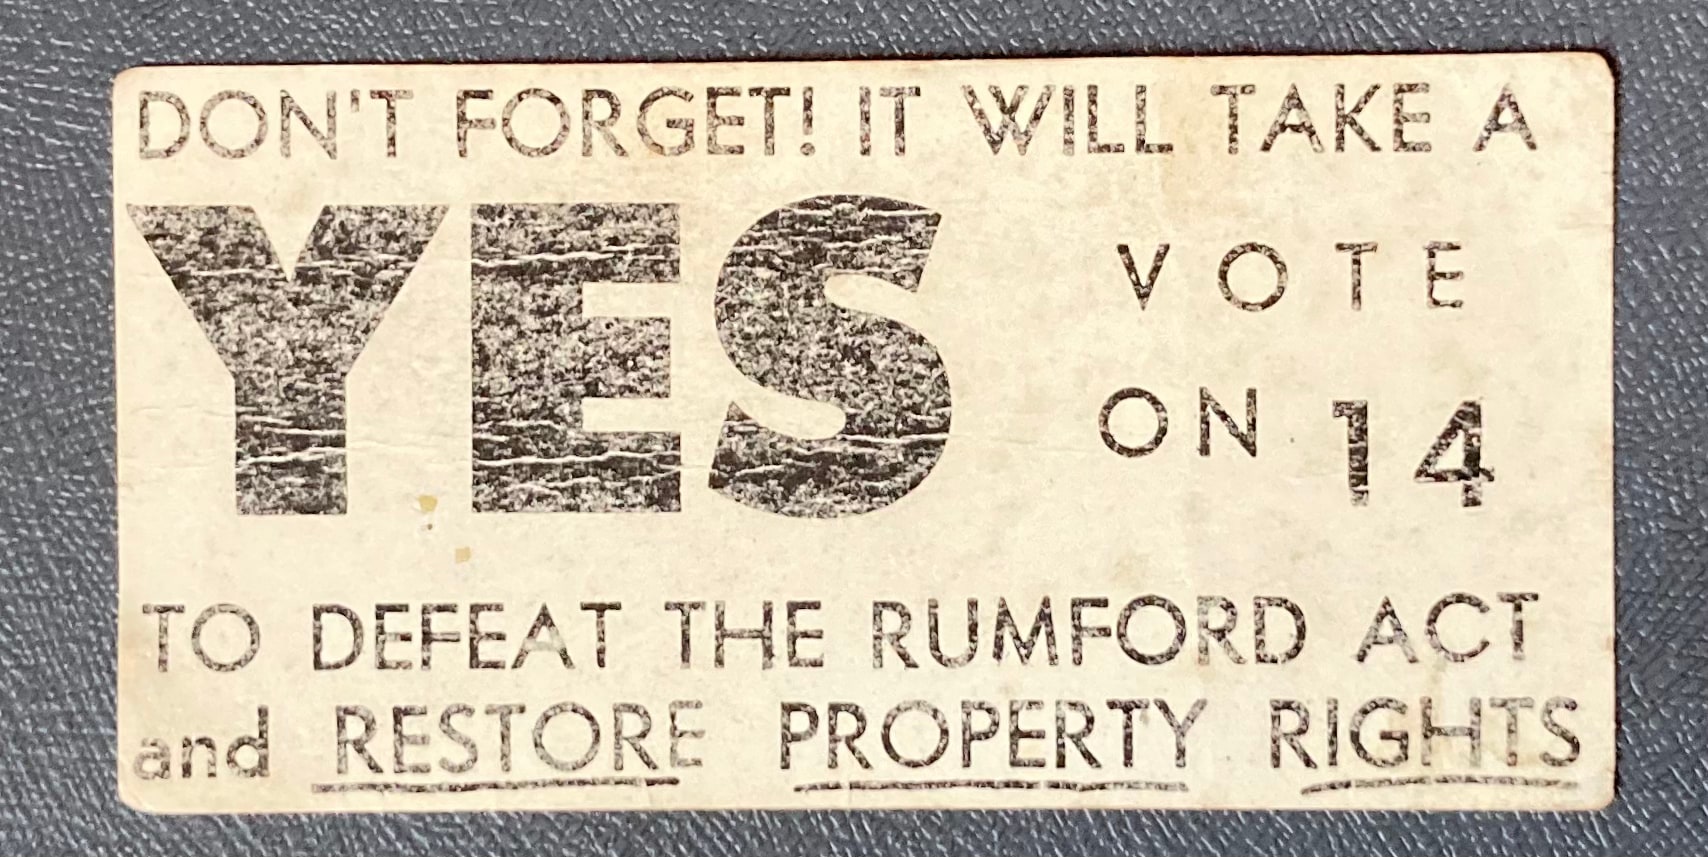 DON'T FORGET! IT WILL TAKE A
YES VOTE
ON 14
TO DEFEAT THE RUMFORD ACT
and RESTORE PROPERTY RIGHTS